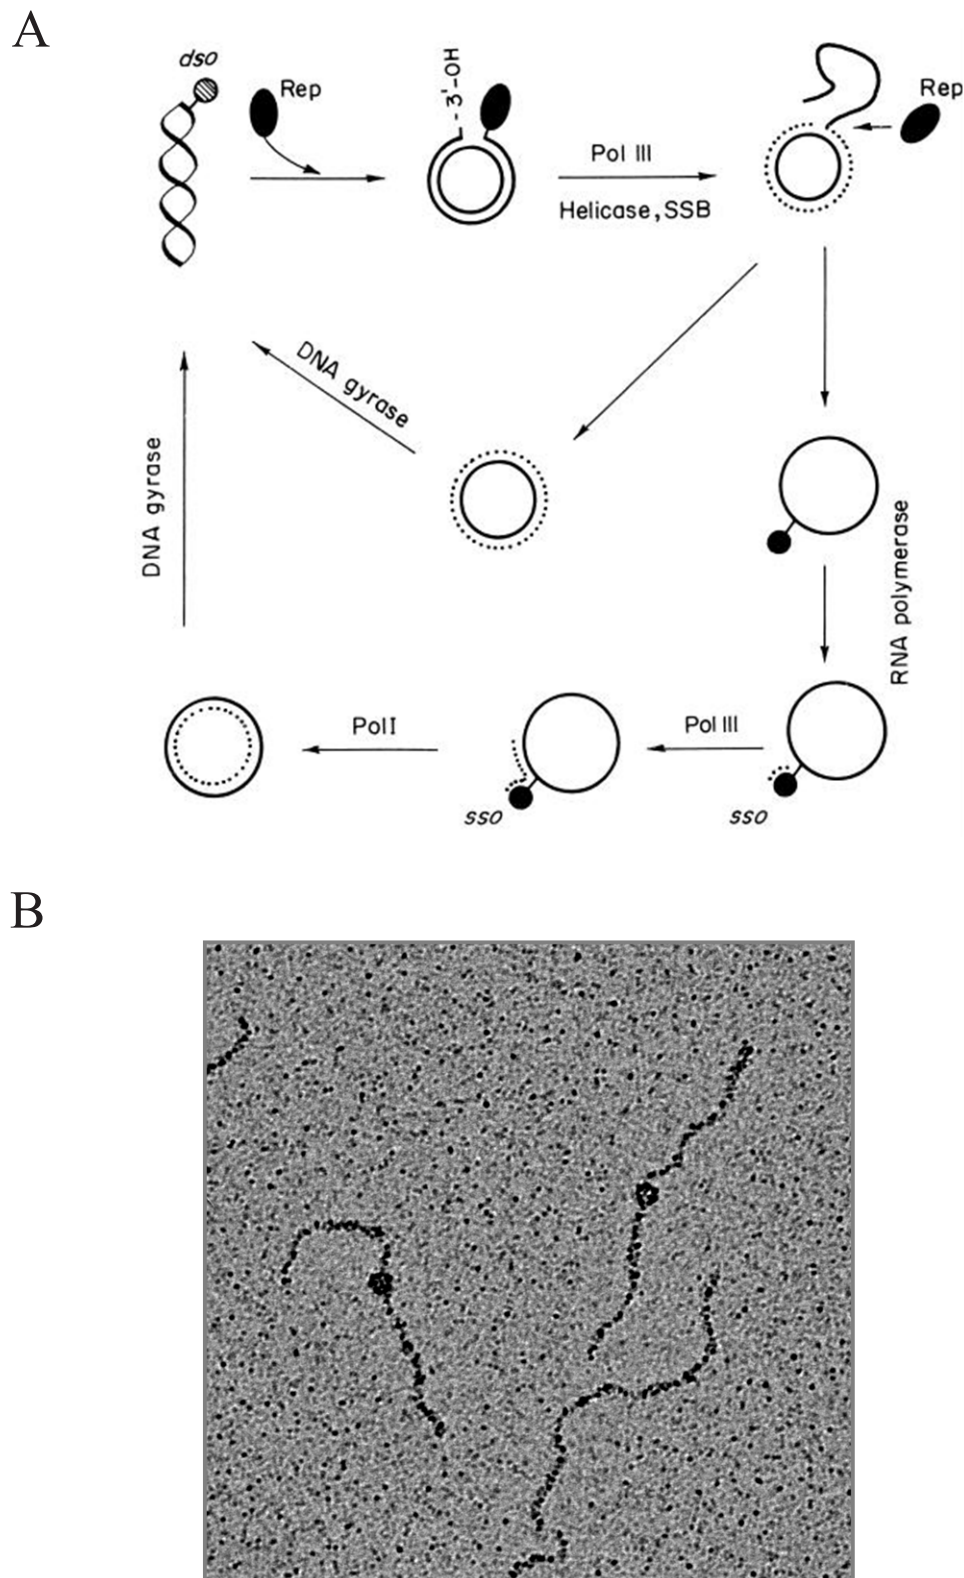 A
dso
Rep
- 3'-OH
Pol III
Helicase, SSB
Rep
DNA gyrase
DNA gyrase
RNA polymerase
Pol I
Pol III
sso
sso
B